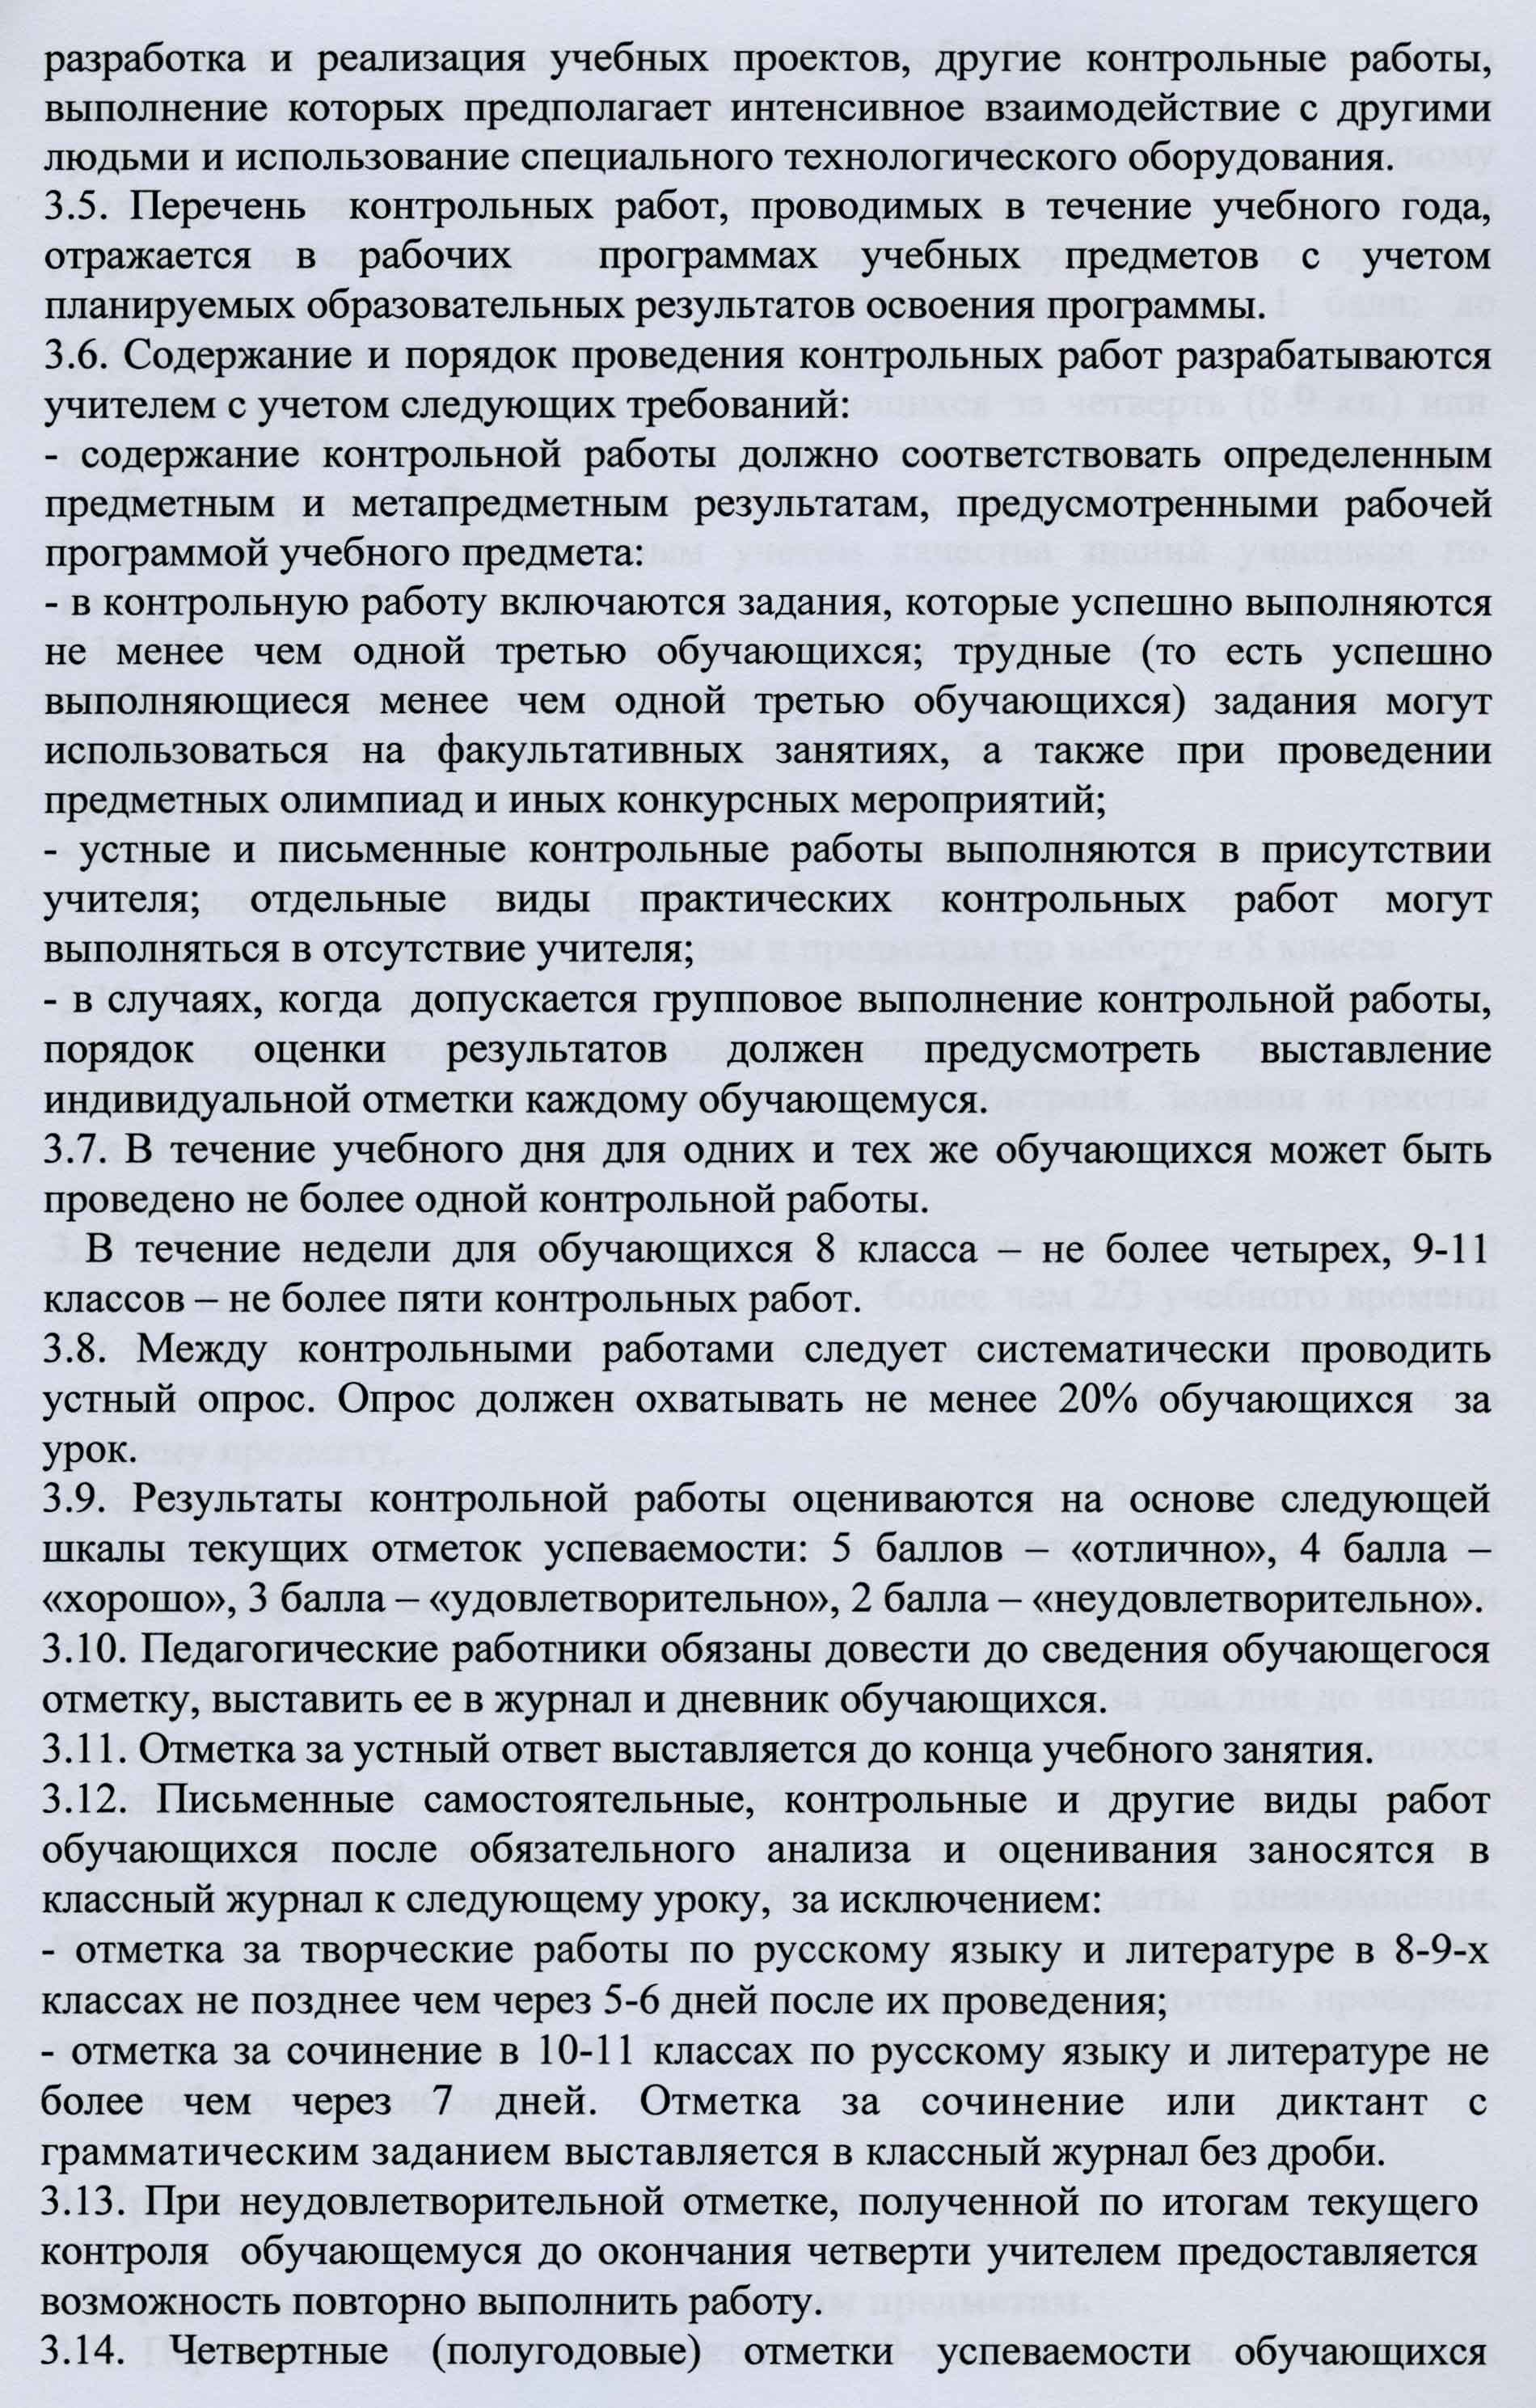 разработка и реализация учебных проектов, другие контрольные работы,
выполнение которых предполагает интенсивное взаимодействие с другими
людьми и использование специального технологического оборудования.
3.5. Перечень контрольных работ, проводимых в течение учебного года,
отражается в рабочих программах учебных предметов с учетом
планируемых образовательных результатов освоения программы.
3.6. Содержание и порядок проведения контрольных работ разрабатываются
учителем с учетом следующих требований:
- содержание контрольной работы должно соответствовать определенным
предметным и метапредметным результатам, предусмотренными рабочей
программой учебного предмета:
- в контрольную работу включаются задания, которые успешно выполняются
не менее чем одной третью обучающихся; трудные (то есть успешно
выполняющиеся менее чем одной третью обучающихся) задания могут
использоваться на факультативных занятиях, а также при проведении
предметных олимпиад и иных конкурсных мероприятий;
- устные и письменные контрольные работы выполняются в присутствии
учителя; отдельные виды практических контрольных работ могут
выполняться в отсутствие учителя;
- в случаях, когда допускается групповое выполнение контрольной работы,
порядок оценки результатов должен предусмотреть выставление
индивидуальной отметки каждому обучающемуся.
3.7. В течение учебного дня для одних и тех же обучающихся может быть
проведено не более одной контрольной работы.
В течение недели для обучающихся 8 класса – не более четырех, 9-11
классов – не более пяти контрольных работ.
3.8. Между контрольными работами следует систематически проводить
устный опрос. Опрос должен охватывать не менее 20% обучающихся за
урок.
3.9. Результаты контрольной работы оцениваются на основе следующей
шкалы текущих отметок успеваемости: 5 баллов – «отлично», 4 балла –
«хорошо», 3 балла – «удовлетворительно», 2 балла – «неудовлетворительно».
3.10. Педагогические работники обязаны довести до сведения обучающегося
отметку, выставить ее в журнал и дневник обучающихся.
3.11. Отметка за устный ответ выставляется до конца учебного занятия.
3.12. Письменные самостоятельные, контрольные и другие виды работ
обучающихся после обязательного анализа и оценивания заносятся в
классный журнал к следующему уроку, за исключением:
- отметка за творческие работы по русскому языку и литературе в 8-9-х
классах не позднее чем через 5-6 дней после их проведения;
- отметка за сочинение в 10-11 классах по русскому языку и литературе не
более чем через 7 дней. Отметка за сочинение или диктант с
грамматическим заданием выставляется в классный журнал без дроби.
3.13. При неудовлетворительной отметке, полученной по итогам текущего
контроля обучающемуся до окончания четверти учителем предоставляется
возможность повторно выполнить работу.
3.14. Четвертные (полугодовые) отметки успеваемости обучающихся